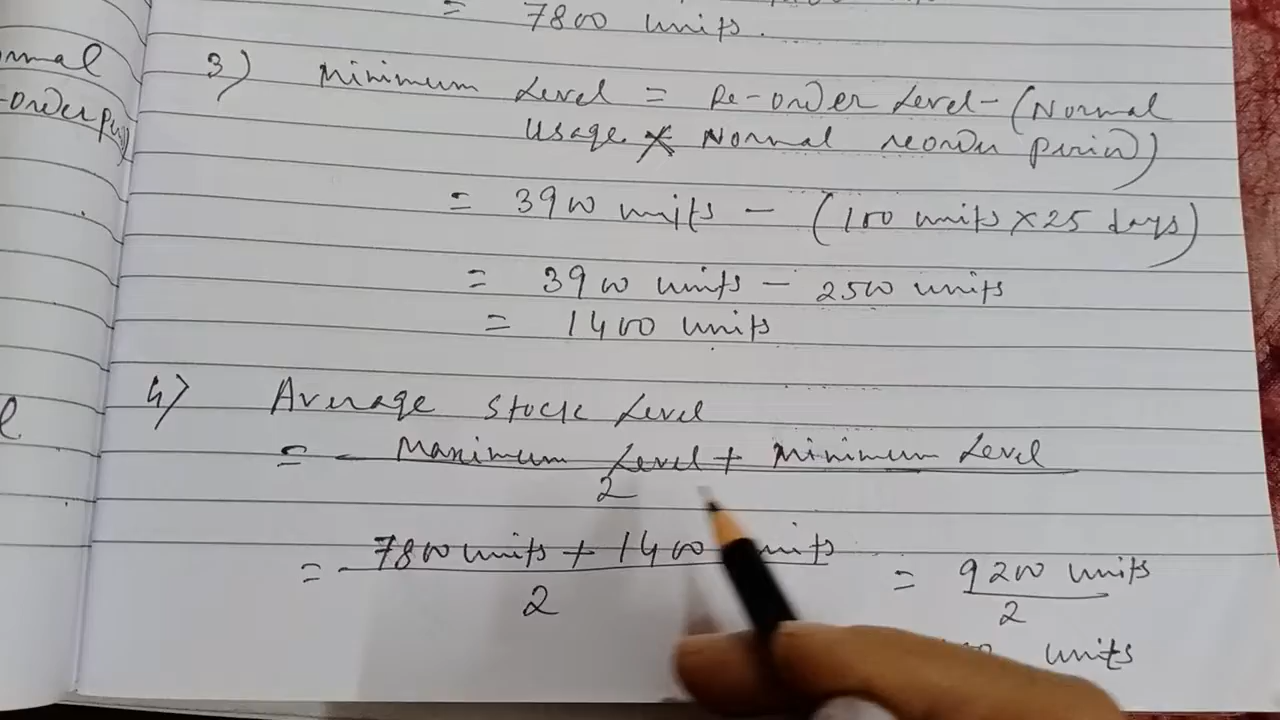 = 7800 units.
3) Minimum Level = Re-order Level - (Normal
Usage × Normal reorder period)
= 3900 units - (100 units × 25 days)
= 3900 units - 2500 units
= 1400 units
4) Average Stock Level
= Maximum Level + Minimum Level
2
= 7800 units + 1400 units = 9200 units
2 2
units